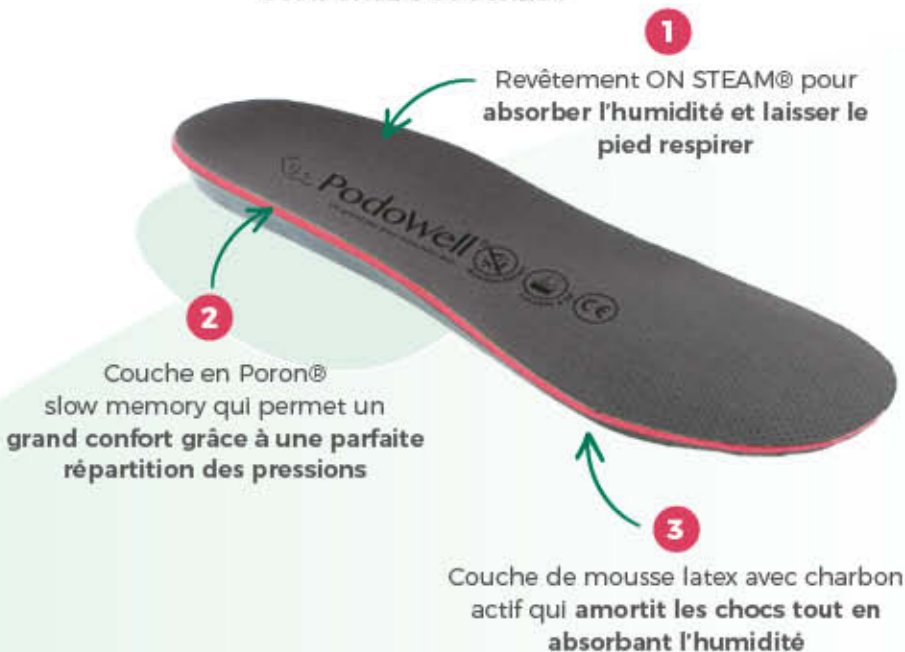 1
Revêtement ON STEAM® pour
absorber l'humidité et laisser le
pied respirer
PodoWell
CE
2
Couche en Poron®
slow memory qui permet un
grand confort grâce à une parfaite
répartition des pressions
3
Couche de mousse latex avec charbon
actif qui amortit les chocs tout en
absorbant l'humidité